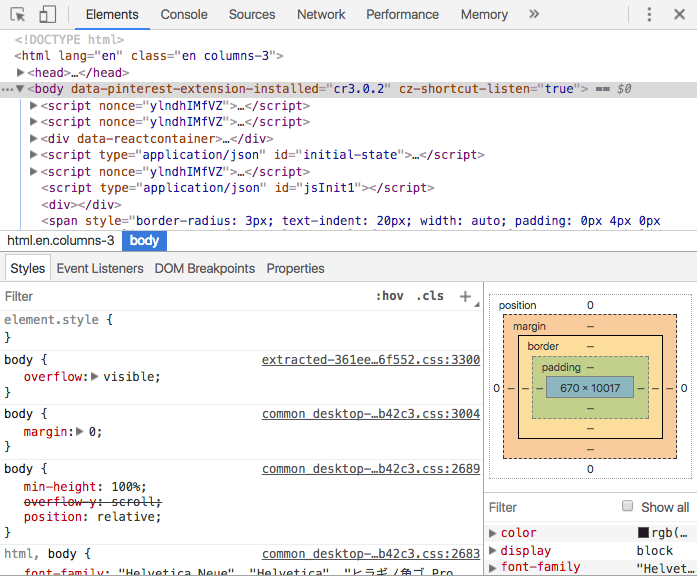 Elements Console Sources Network Performance Memory »
<!DOCTYPE html>
<html lang="en" class="en columns-3">
▶<head>…</head>
…▼<body data-pinterest-extension-installed="cr3.0.2" cz-shortcut-listen="true"> == $0
▶<script nonce="ylndhIMfVZ">…</script>
▶<script nonce="ylndhIMfVZ">…</script>
▶<div data-reactcontainer>…</div>
▶<script type="application/json" id="initial-state">…</script>
▶<script nonce="ylndhIMfVZ">…</script>
<script type="application/json" id="jsInit1"></script>
<div></div>
<span style="border-radius: 3px; text-indent: 20px; width: auto; padding: 0px 4px 0px
html.en.columns-3 body
Styles Event Listeners DOM Breakpoints Properties
Filter :hov .cls +
element.style {
}
body { extracted-361ee…6f552.css:3300
overflow:▶visible;
}
body { common_desktop-…b42c3.css:3004
margin:▶0;
}
body { common_desktop-…b42c3.css:2689
min-height: 100%;
overflow-y: scroll;
position: relative;
}
html, body { common_desktop-…b42c3.css:2683
font-family: "Helvetica Neue", "Helvetica", "ヒラギノ角ゴ Pro
position 0
margin –
border –
padding –
0 – – – 670 × 10017 – – – 0
–
–
–
0
Filter Show all
▶color rgb(…
▶display block
▶font-family "Helvet…